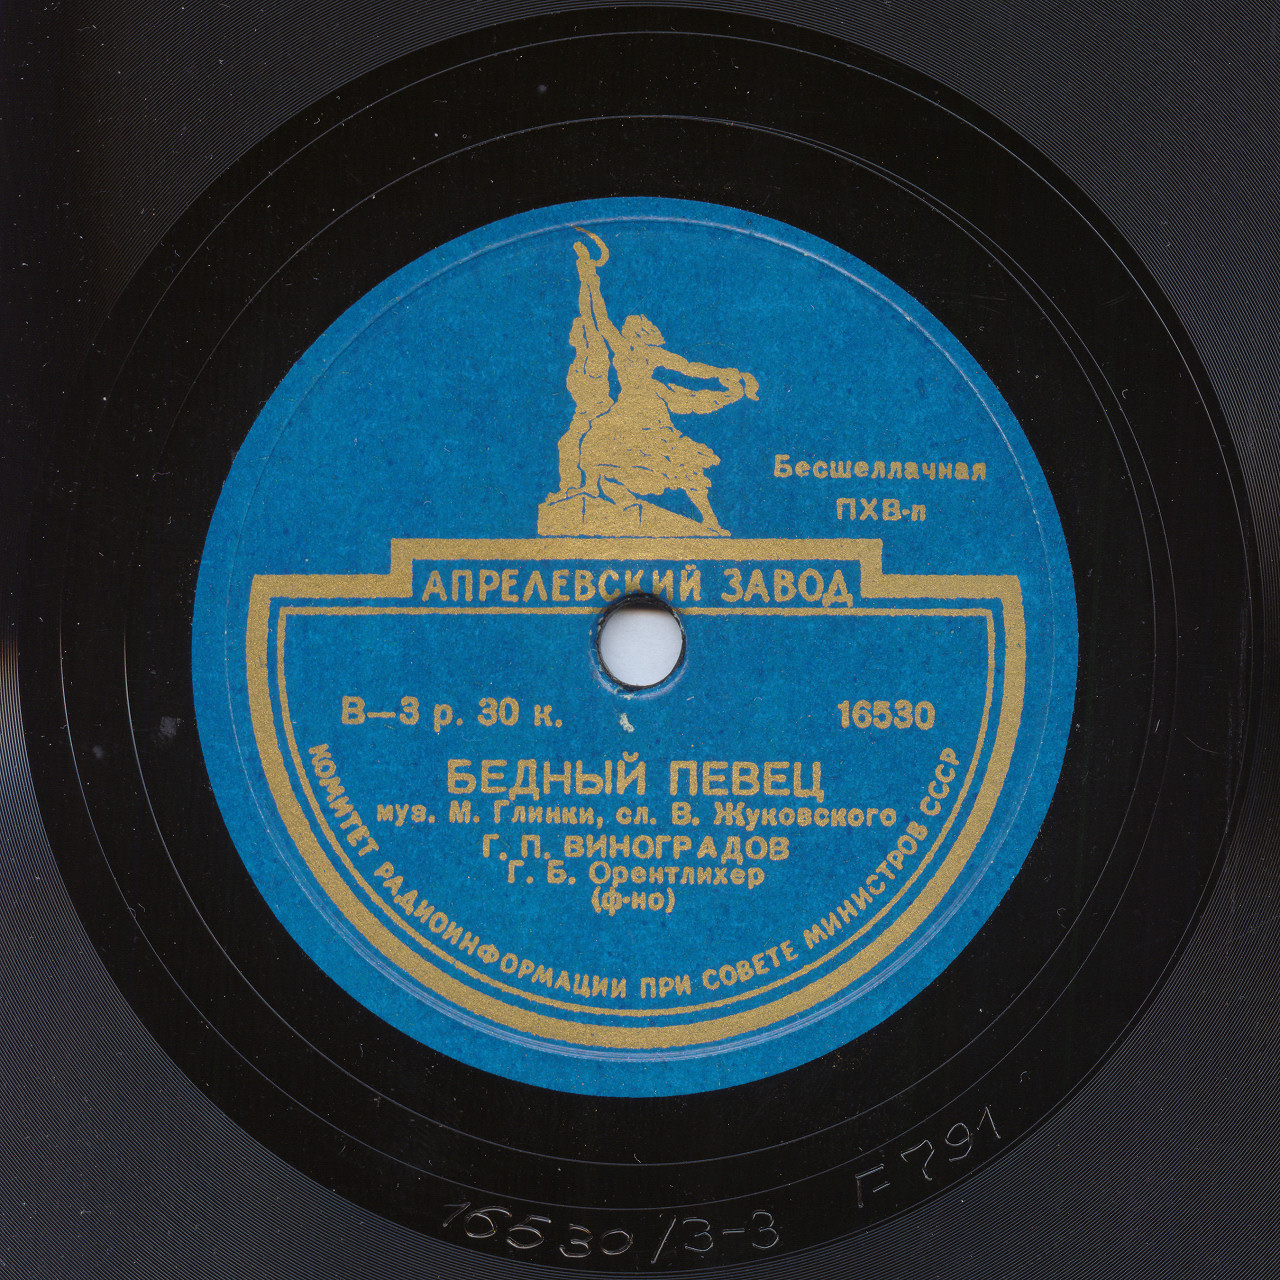 Бесшеллачная
ПХВ-п
АПРЕЛЕВСКИЙ ЗАВОД
В—3 р. 30 к.
16530
БЕДНЫЙ ПЕВЕЦ
муз. М. Глинки, сл. В. Жуковского
Г. П. ВИНОГРАДОВ
Г. Б. Орентлихер
(ф-но)
КОМИТЕТ РАДИОИНФОРМАЦИИ ПРИ СОВЕТЕ МИНИСТРОВ СССР
16530/3-3
F791